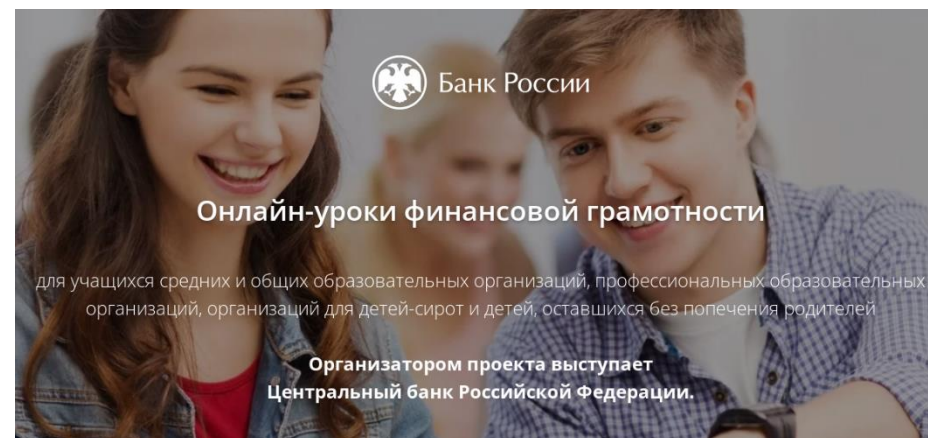 Банк России
Онлайн-уроки финансовой грамотности
для учащихся средних и общих образовательных организаций, профессиональных образовательных
организаций, организаций для детей-сирот и детей, оставшихся без попечения родителей
Организатором проекта выступает
Центральный банк Российской Федерации.